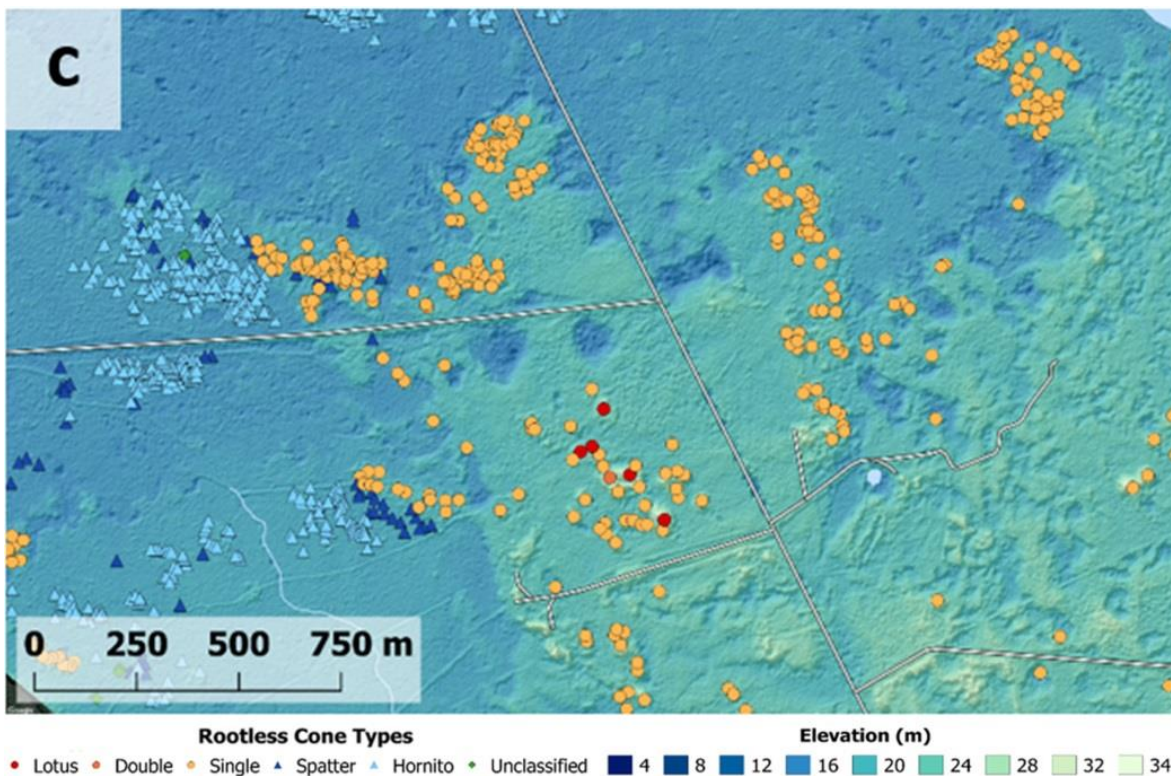 C
0 250 500 750 m
Rootless Cone Types Elevation (m)
Lotus Double Single Spatter Hornito Unclassified 4 8 12 16 20 24 28 32 34